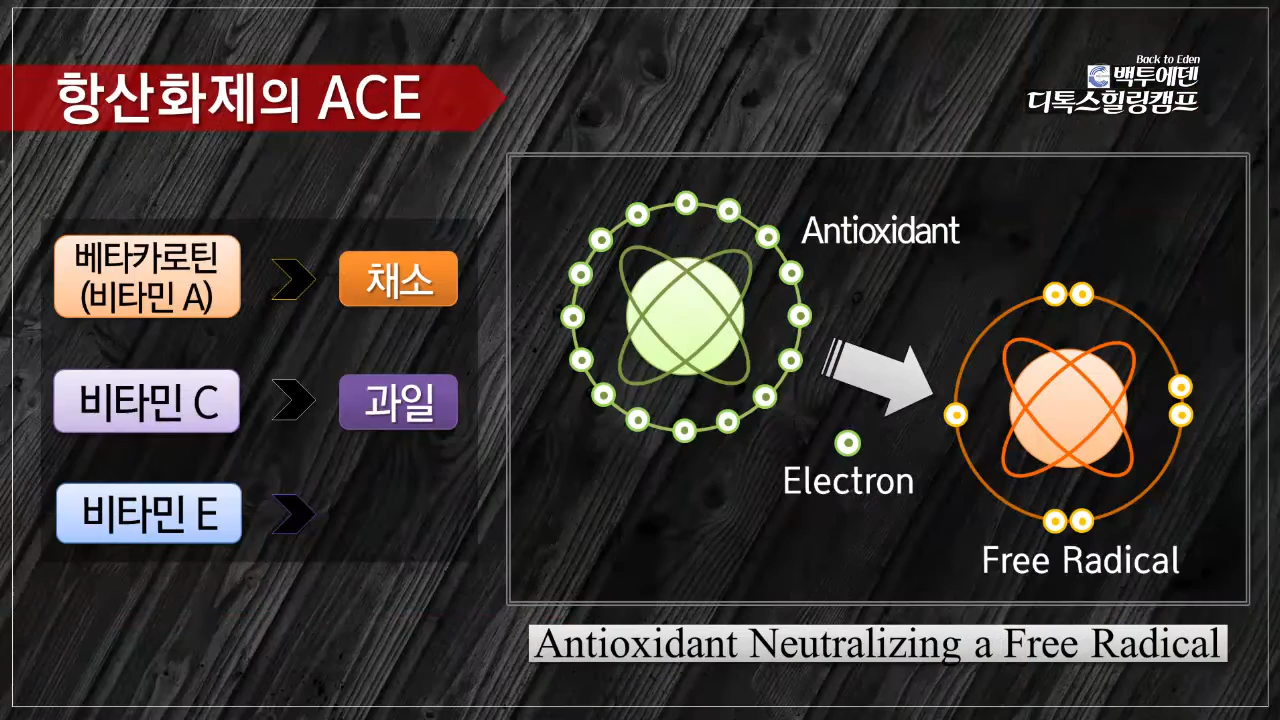 항산화제의 ACE
Back to Eden
백투에덴
디톡스힐링캠프
베타카로틴
(비타민 A)
채소
비타민 C
과일
비타민 E
Antioxidant
Electron
Free Radical
Antioxidant Neutralizing a Free Radical